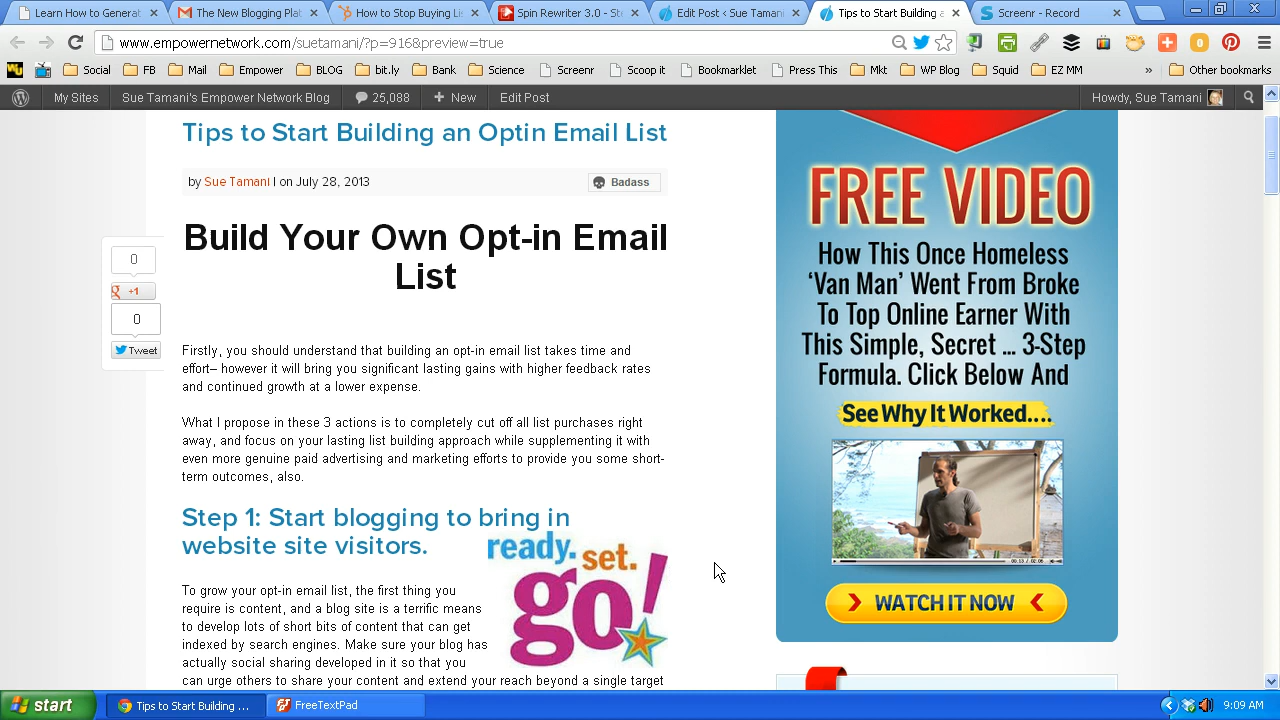 Learn How to Generat
The New Blogging Plat
How to Stop Buying Li
Spin Rewriter 3.0 - St
Edit Post ‹ Sue Tamani
Tips to Start Building a
Screenr - Record
www.empowernetwork.com/suetamani/?p=916&preview=true
Social
FB
Mail
Empower
BLOG
bit.ly
Bank
Science
Screenr
Scoop it
Bookmarklet
Press This
Mkt
WP Blog
Squid
EZ MM
»
Other bookmarks
My Sites
Sue Tamani's Empower Network Blog
25,088
+ New
Edit Post
Howdy, Sue Tamani
Tips to Start Building an Optin Email List
by Sue Tamani | on July 28, 2013
Badass
Build Your Own Opt-in Email
List
0
+1
0
Tweet
Firstly, you should understand that building an opt-in email list takes time and
effort– however it will bring you significant lasting gains with higher feedback rates
and continued growth at a lower expense.
What I propose in these 3 actions is to completely cut off all list purchases right
away, and focus on your lasting list building approach while supplementing it with
even more general paid advertising and marketing efforts to provide you some short-
term outcomes, also.
Step 1: Start blogging to bring in
website site visitors.
ready.
set.
go!
To grow your opt-in email list, the first thing you
require is content, and a blog site is a terrific means
to develop lots of short bits of content that can get
indexed by search engines. Make sure your blog has
actually social sharing developed in it so that you
can urge others to share your content and extend your reach beyond a single target
FREE VIDEO
How This Once Homeless
‘Van Man’ Went From Broke
To Top Online Earner With
This Simple, Secret ... 3-Step
Formula. Click Below And
See Why It Worked....
00:13 / 02:06
WATCH IT NOW
start
Tips to Start Building ...
FreeTextPad
9:09 AM